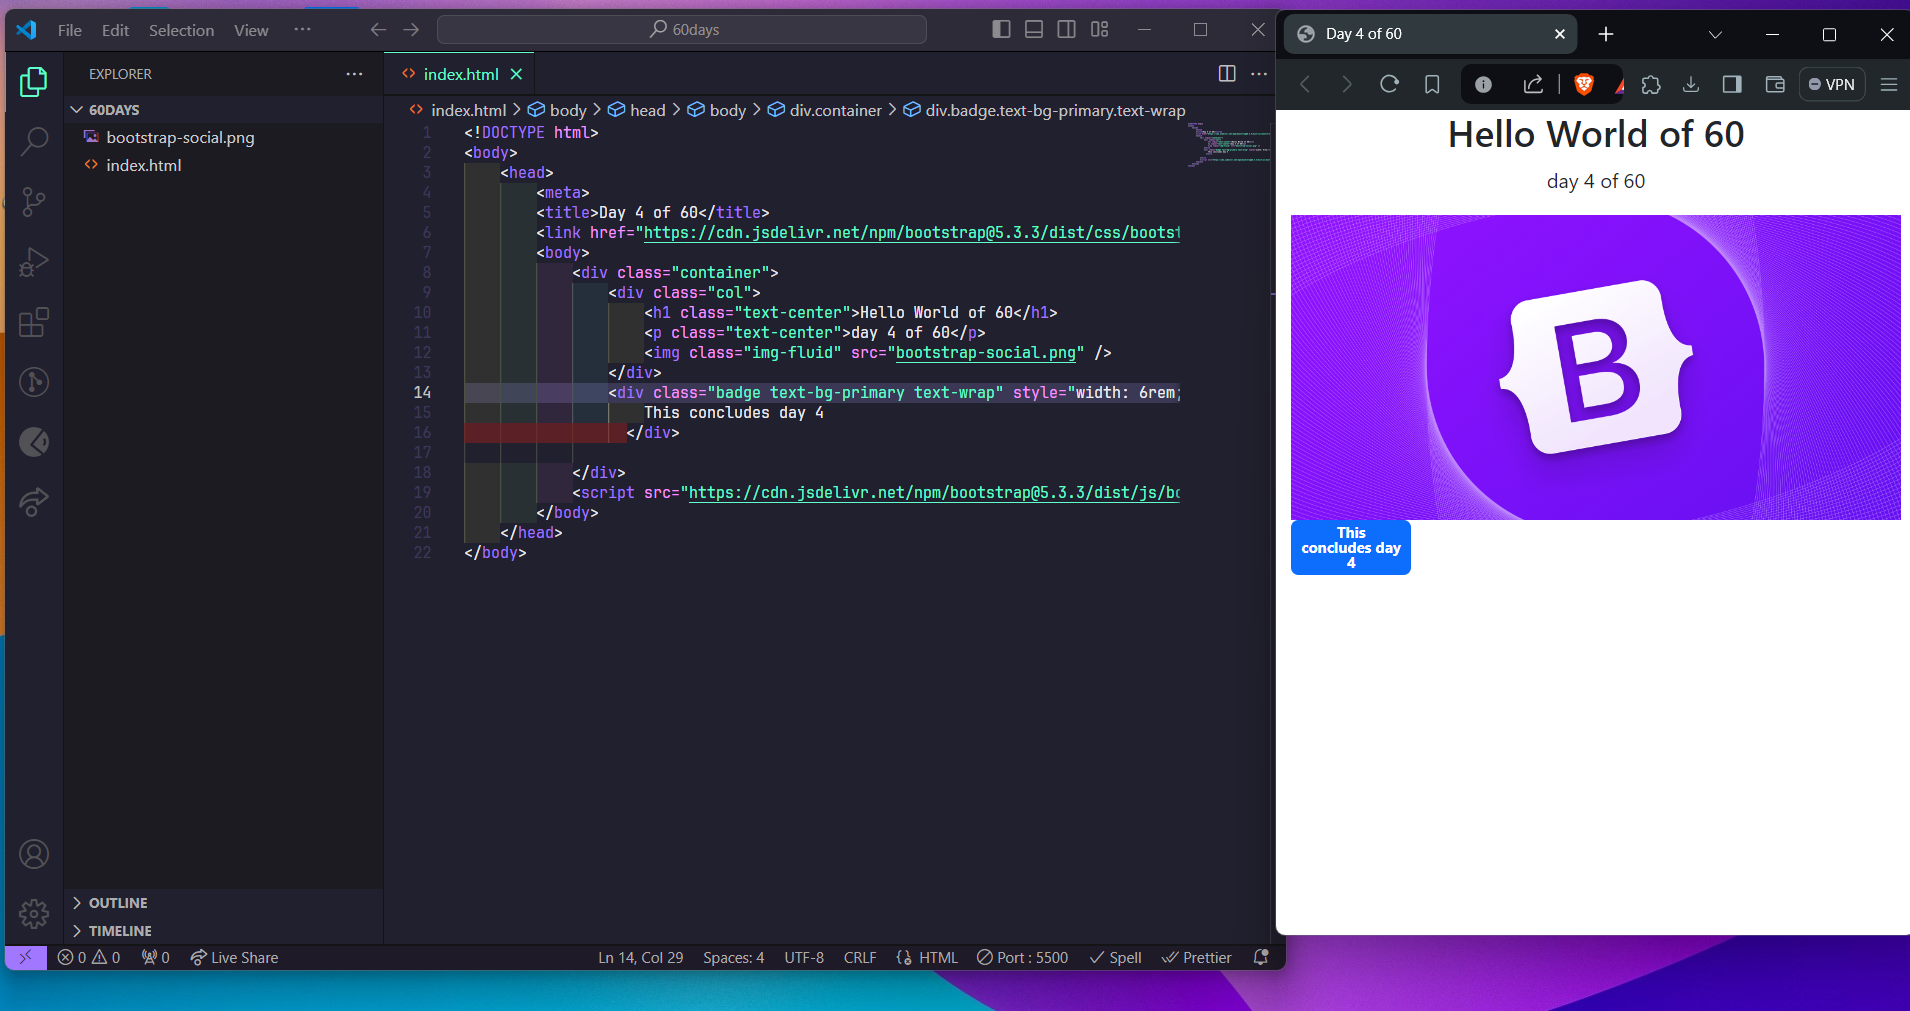 File Edit Selection View ··· 60days
EXPLORER ···
60DAYS
bootstrap-social.png
index.html
OUTLINE
TIMELINE
index.html
index.html > body > head > body > div.container > div.badge.text-bg-primary.text-wrap
1 <!DOCTYPE html>
2 <body>
3 <head>
4 <meta>
5 <title>Day 4 of 60</title>
6 <link href="https://cdn.jsdelivr.net/npm/bootstrap@5.3.3/dist/css/bootst
7 <body>
8 <div class="container">
9 <div class="col">
10 <h1 class="text-center">Hello World of 60</h1>
11 <p class="text-center">day 4 of 60</p>
12 <img class="img-fluid" src="bootstrap-social.png" />
13 </div>
14 <div class="badge text-bg-primary text-wrap" style="width: 6rem;
15 This concludes day 4
16 </div>
17
18 </div>
19 <script src="https://cdn.jsdelivr.net/npm/bootstrap@5.3.3/dist/js/bo
20 </body>
21 </head>
22 </body>
0 0 0 Live Share Ln 14, Col 29 Spaces: 4 UTF-8 CRLF HTML Port : 5500 Spell Prettier
Day 4 of 60
VPN
Hello World of 60
day 4 of 60
B
This
concludes day
4